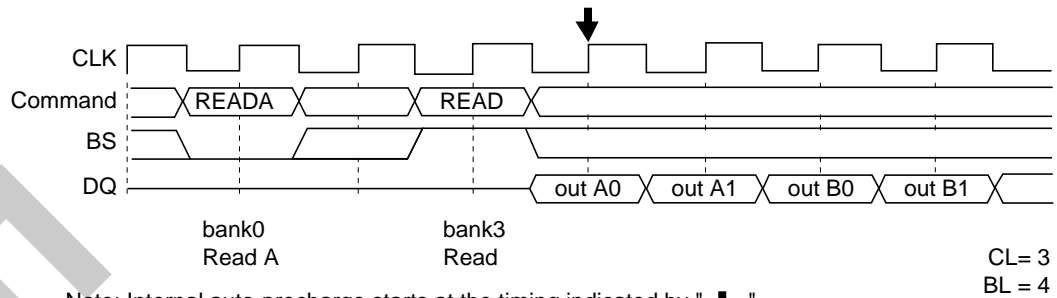 CLK
Command READA READ
BS
DQ out A0 out A1 out B0 out B1
bank0 bank3
Read A Read
CL= 3
BL = 4
Note: Internal auto-precharge starts at the timing indicated by " ".